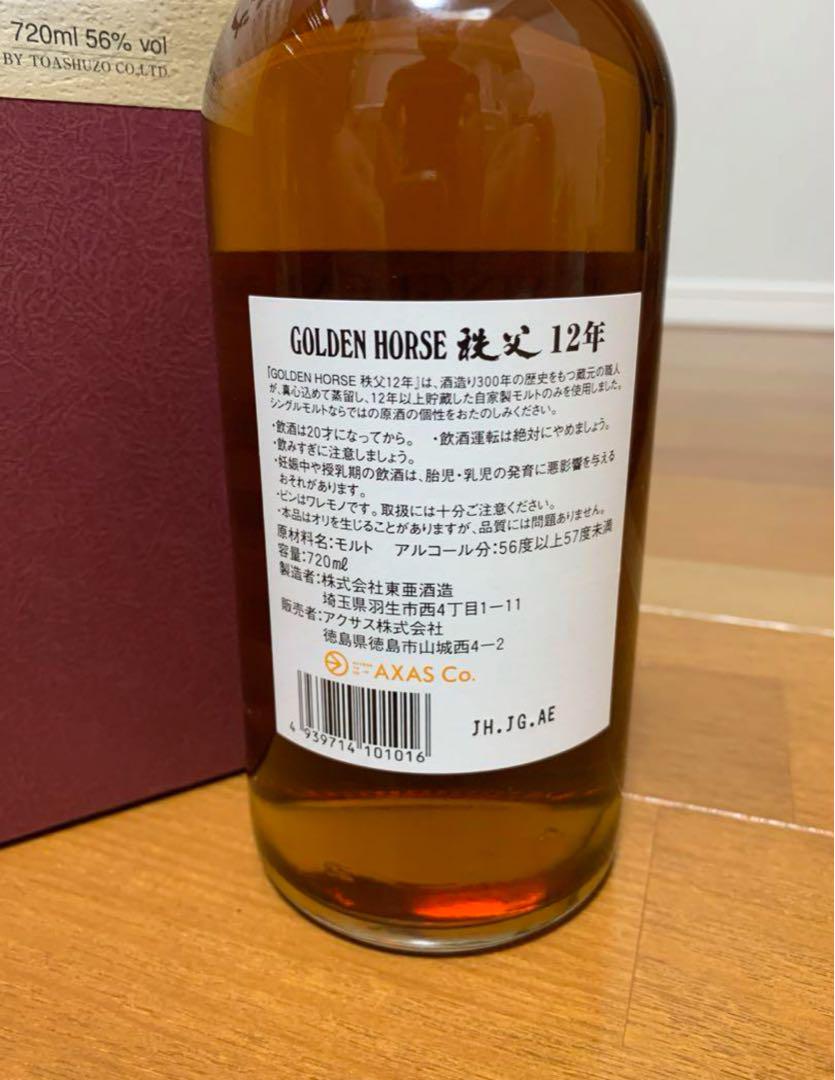 720ml 56% vol
BY TOASHUZO CO.,LTD.
GOLDEN HORSE 秩父 12年
『GOLDEN HORSE 秩父12年』は、酒造り300年の歴史をもつ蔵元の職人
が、真心込めて蒸留し、12年以上貯蔵した自家製モルトのみを使用しました。
シングルモルトならではの原酒の個性をおたのしみください。
・飲酒は20才になってから。 ・飲酒運転は絶対にやめましょう。
・飲みすぎに注意しましょう。
・妊娠中や授乳期の飲酒は、胎児・乳児の発育に悪影響を与える
おそれがあります。
・ビンはワレモノです。取扱には十分ご注意ください。
・本品はオリを生じることがありますが、品質には問題ありません。
原材料名：モルト アルコール分：56度以上57度未満
容量：720㎖
製造者：株式会社東亜酒造
埼玉県羽生市西4丁目1−11
販売者：アクサス株式会社
徳島県徳島市山城西4−2
AXAS Co.
4 939714 101016
JH.JG.AE